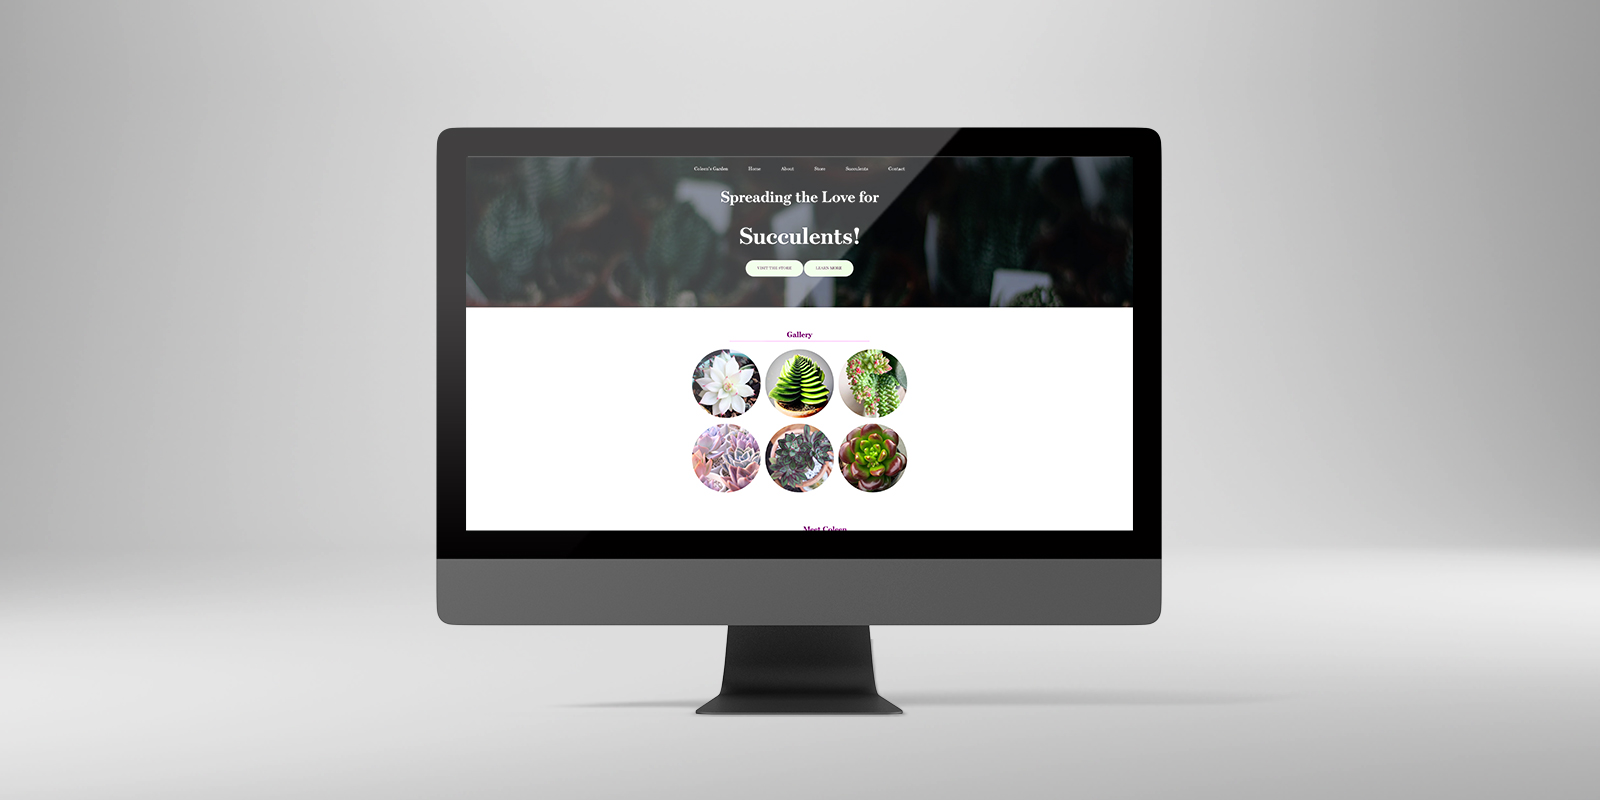 Coleen's Garden Home About Store Succulents Contact
Spreading the Love for
Succulents!
VISIT THE STORE LEARN MORE
Gallery
Meet Coleen